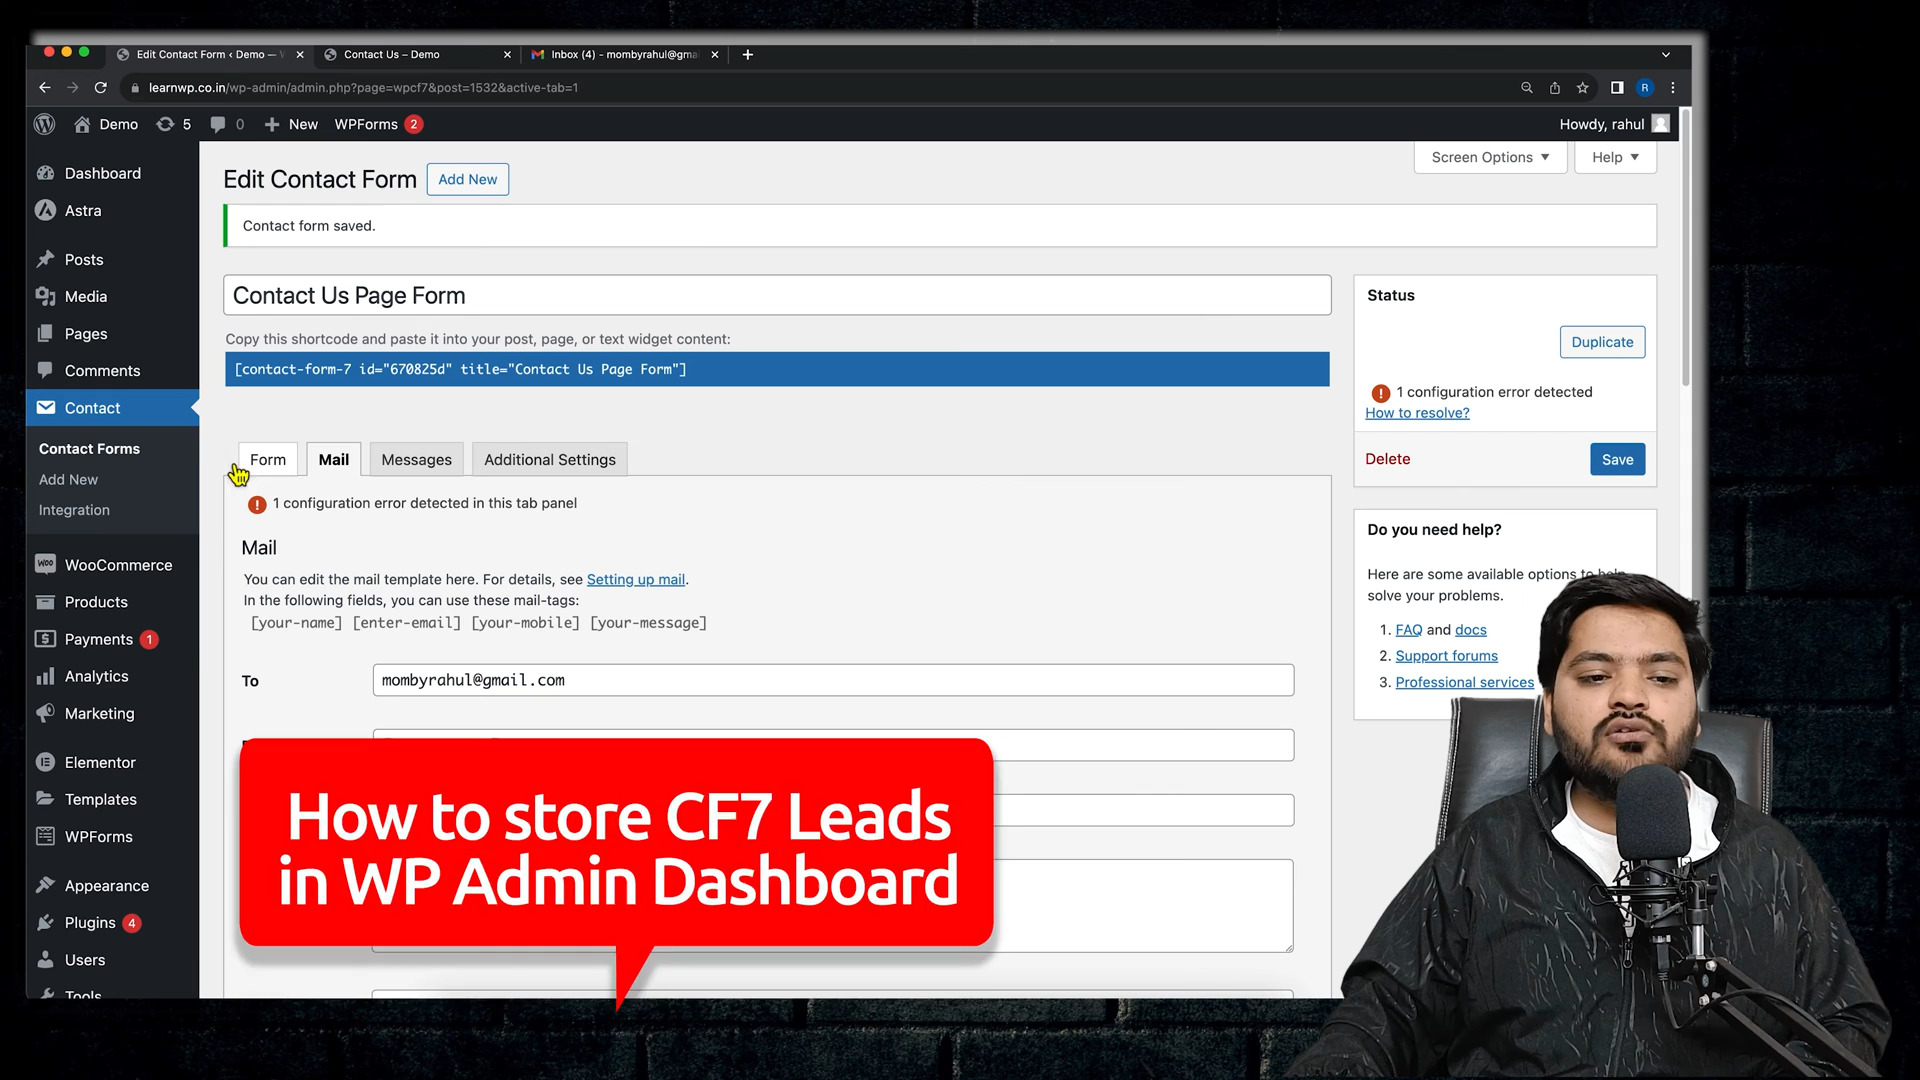 Edit Contact Form ‹ Demo — W
Contact Us – Demo
Inbox (4) - mombyrahul@gma
learnwp.co.in/wp-admin/admin.php?page=wpcf7&post=1532&active-tab=1
R
Demo
5
0
New
WPForms 2
Howdy, rahul
Screen Options
Help
Dashboard
Astra
Posts
Media
Pages
Comments
Contact
Contact Forms
Add New
Integration
WooCommerce
Products
Payments 1
Analytics
Marketing
Elementor
Templates
WPForms
Appearance
Plugins 4
Users
Tools
Edit Contact Form
Add New
Contact form saved.
Contact Us Page Form
Copy this shortcode and paste it into your post, page, or text widget content:
[contact-form-7 id="670825d" title="Contact Us Page Form"]
Form
Mail
Messages
Additional Settings
1 configuration error detected in this tab panel
Mail
You can edit the mail template here. For details, see Setting up mail.
In the following fields, you can use these mail-tags:
[your-name] [enter-email] [your-mobile] [your-message]
To
mombyrahul@gmail.com
Status
Duplicate
1 configuration error detected
How to resolve?
Delete
Save
Do you need help?
Here are some available options to help
solve your problems.
1. FAQ and docs
2. Support forums
3. Professional services
How to store CF7 Leads
in WP Admin Dashboard